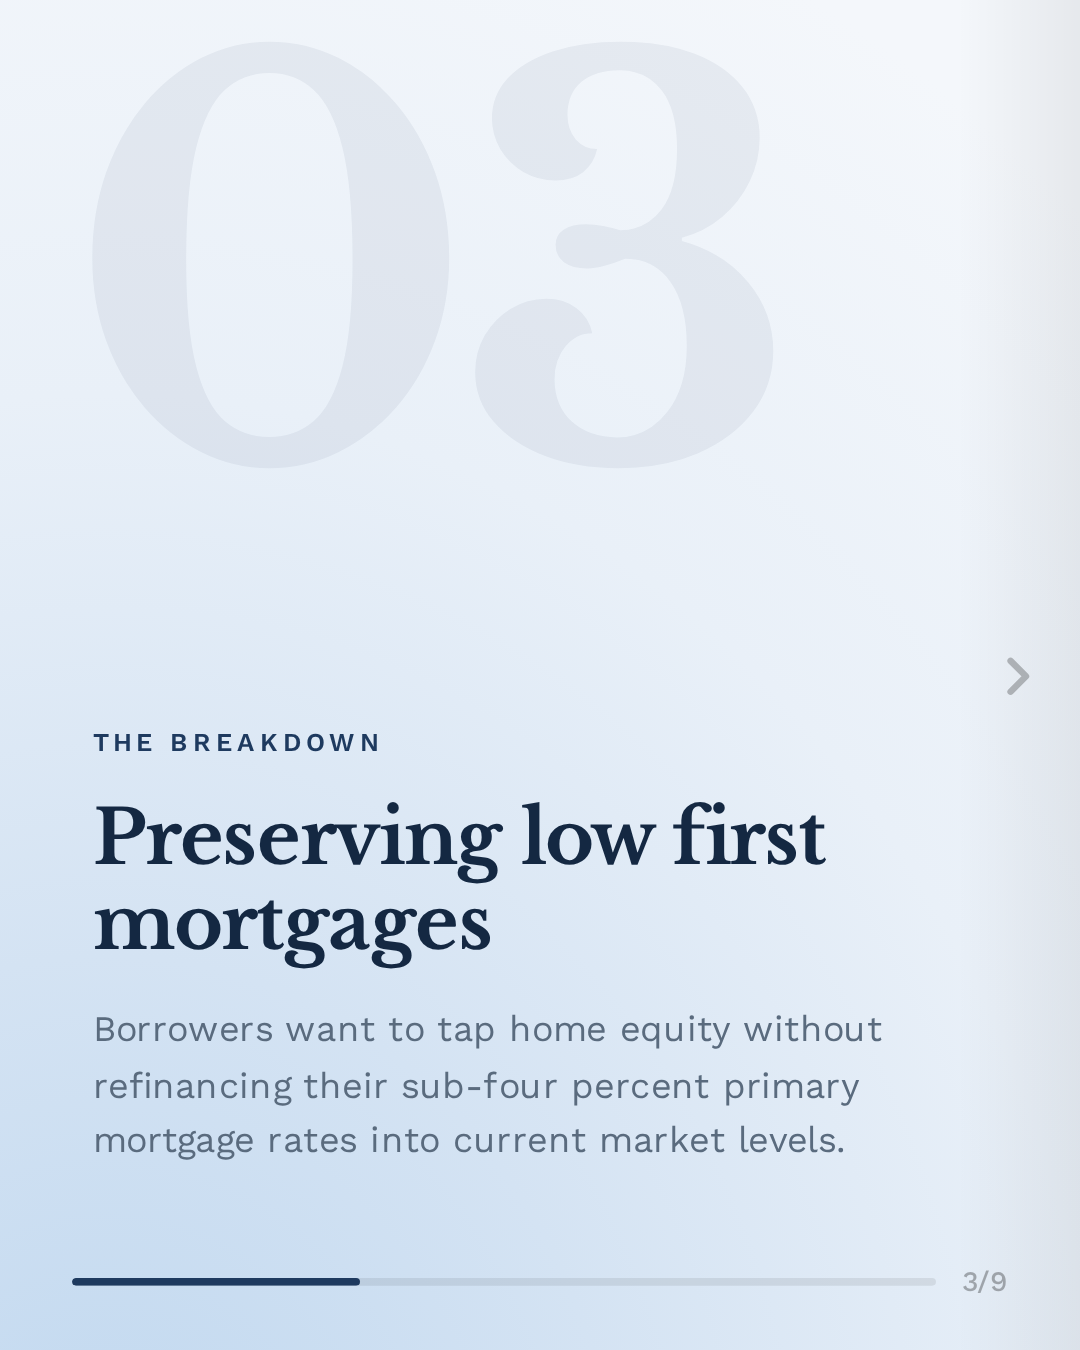 03
THE BREAKDOWN
Preserving low first
mortgages
Borrowers want to tap home equity without
refinancing their sub-four percent primary
mortgage rates into current market levels.
3/9